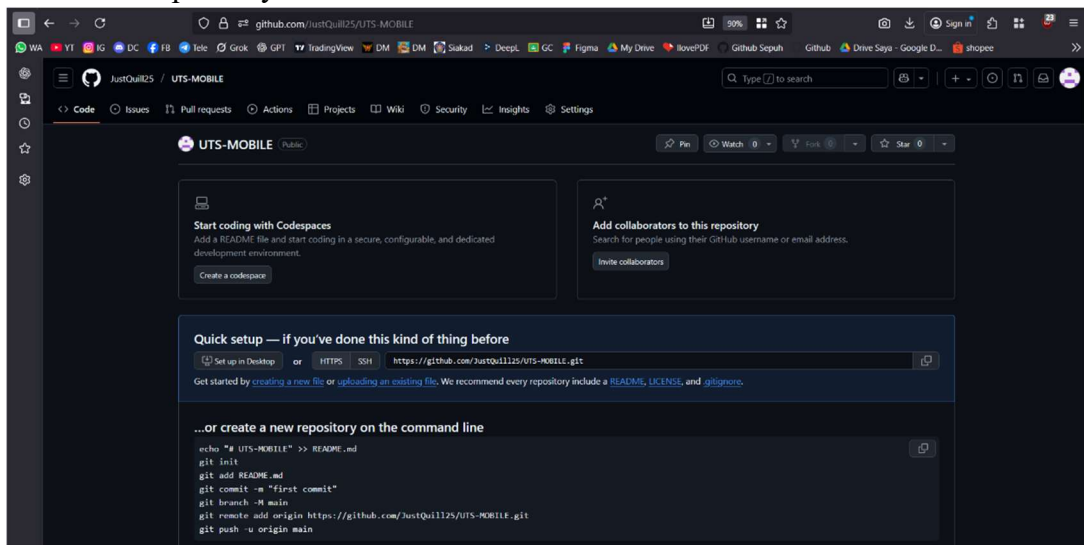 github.com/JustQuill25/UTS-MOBILE 90% Sign in 23
WA YT IG DC FB Tele Grok GPT TradingView DM DM Siakad DeepL GC Figma My Drive IlovePDF Github Sepuh Github Drive Saya - Google D... shopee
JustQuill25 / UTS-MOBILE Type / to search
Code Issues Pull requests Actions Projects Wiki Security Insights Settings
UTS-MOBILE Public Pin Watch 0 Fork 0 Star 0
Start coding with Codespaces
Add a README file and start coding in a secure, configurable, and dedicated
development environment.
Create a codespace
Add collaborators to this repository
Search for people using their GitHub username or email address.
Invite collaborators
Quick setup — if you've done this kind of thing before
Set up in Desktop or HTTPS SSH https://github.com/JustQuill25/UTS-MOBILE.git
Get started by creating a new file or uploading an existing file. We recommend every repository include a README, LICENSE, and .gitignore.
...or create a new repository on the command line
echo "# UTS-MOBILE" >> README.md
git init
git add README.md
git commit -m "first commit"
git branch -M main
git remote add origin https://github.com/JustQuill25/UTS-MOBILE.git
git push -u origin main